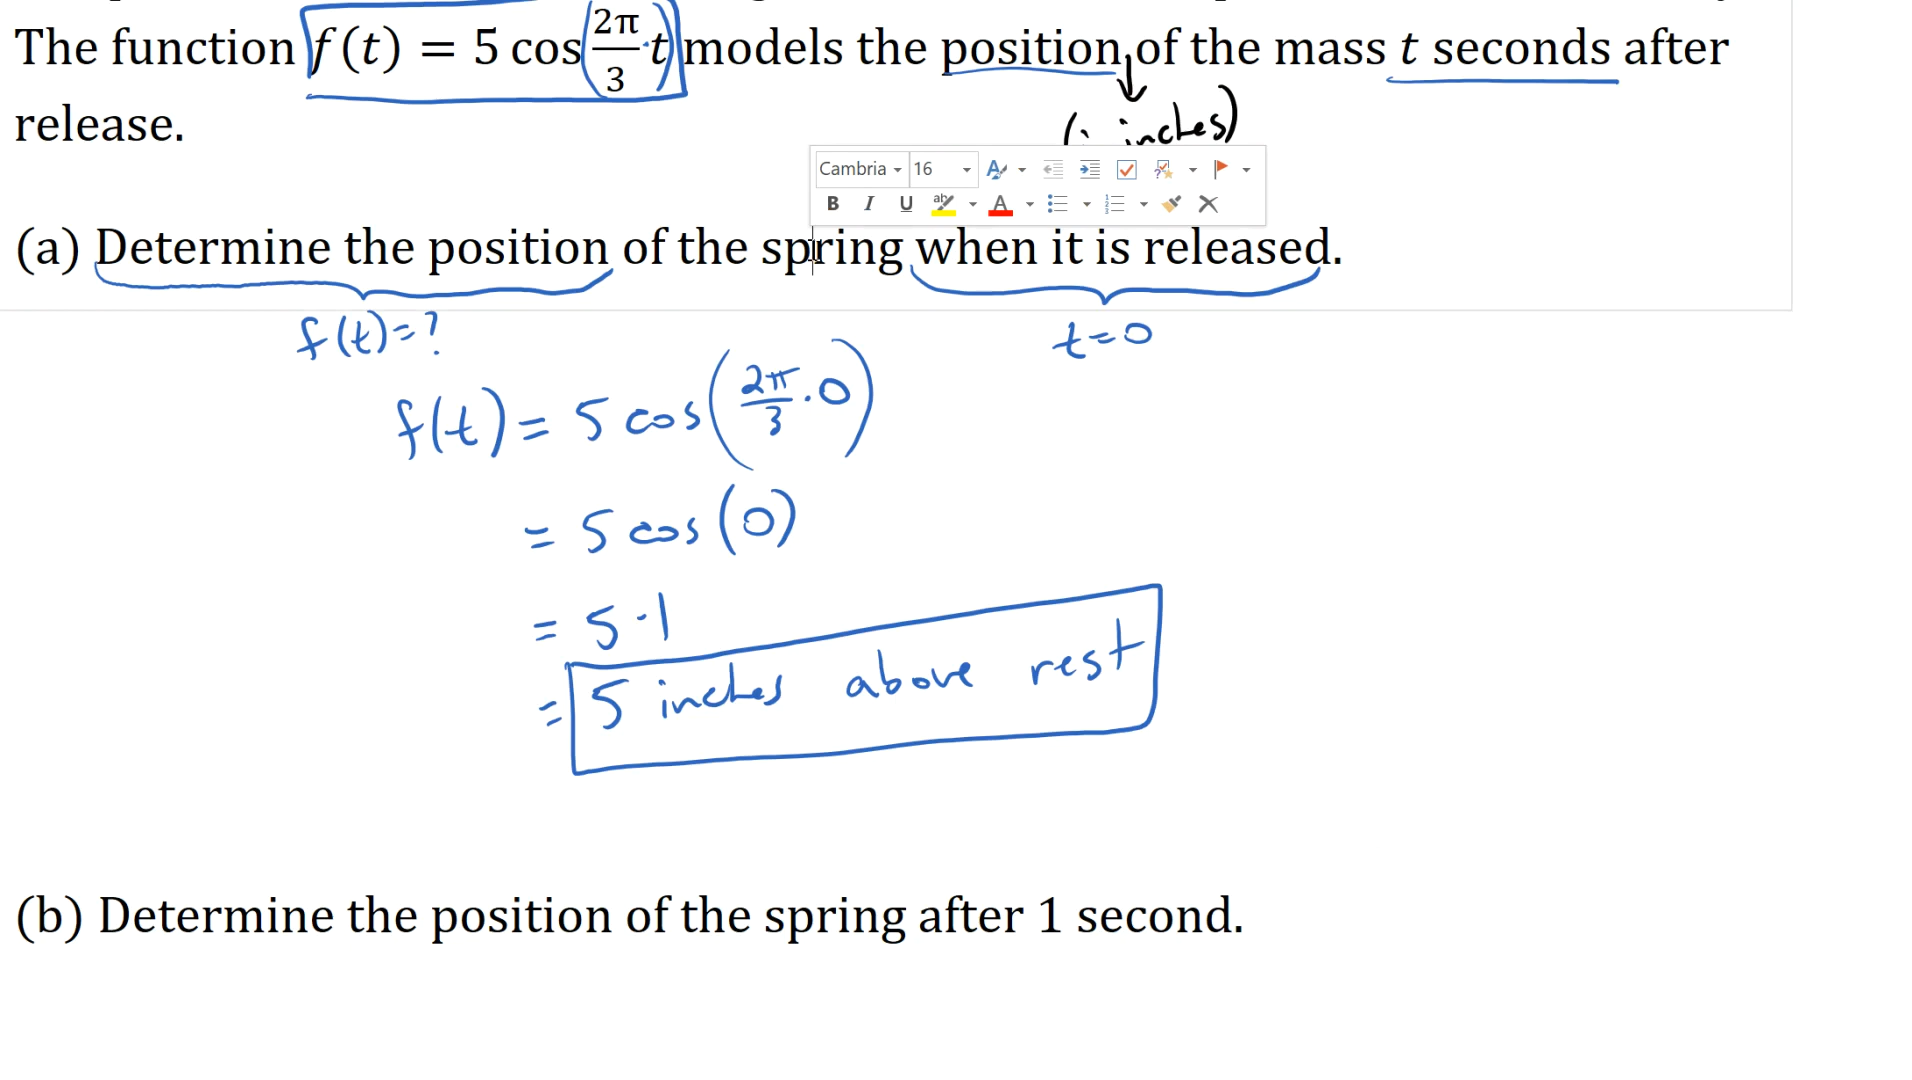 The function f(t) = 5 cos(2π/3 · t) models the position of the mass t seconds after
release.
inches)
Cambria 16
B I U ab A
(a) Determine the position of the spring when it is released.
f(t)=?
t=0
f(t) = 5 cos(2π/3 · 0)
= 5 cos(0)
= 5·1
= 5 inches above rest
(b) Determine the position of the spring after 1 second.